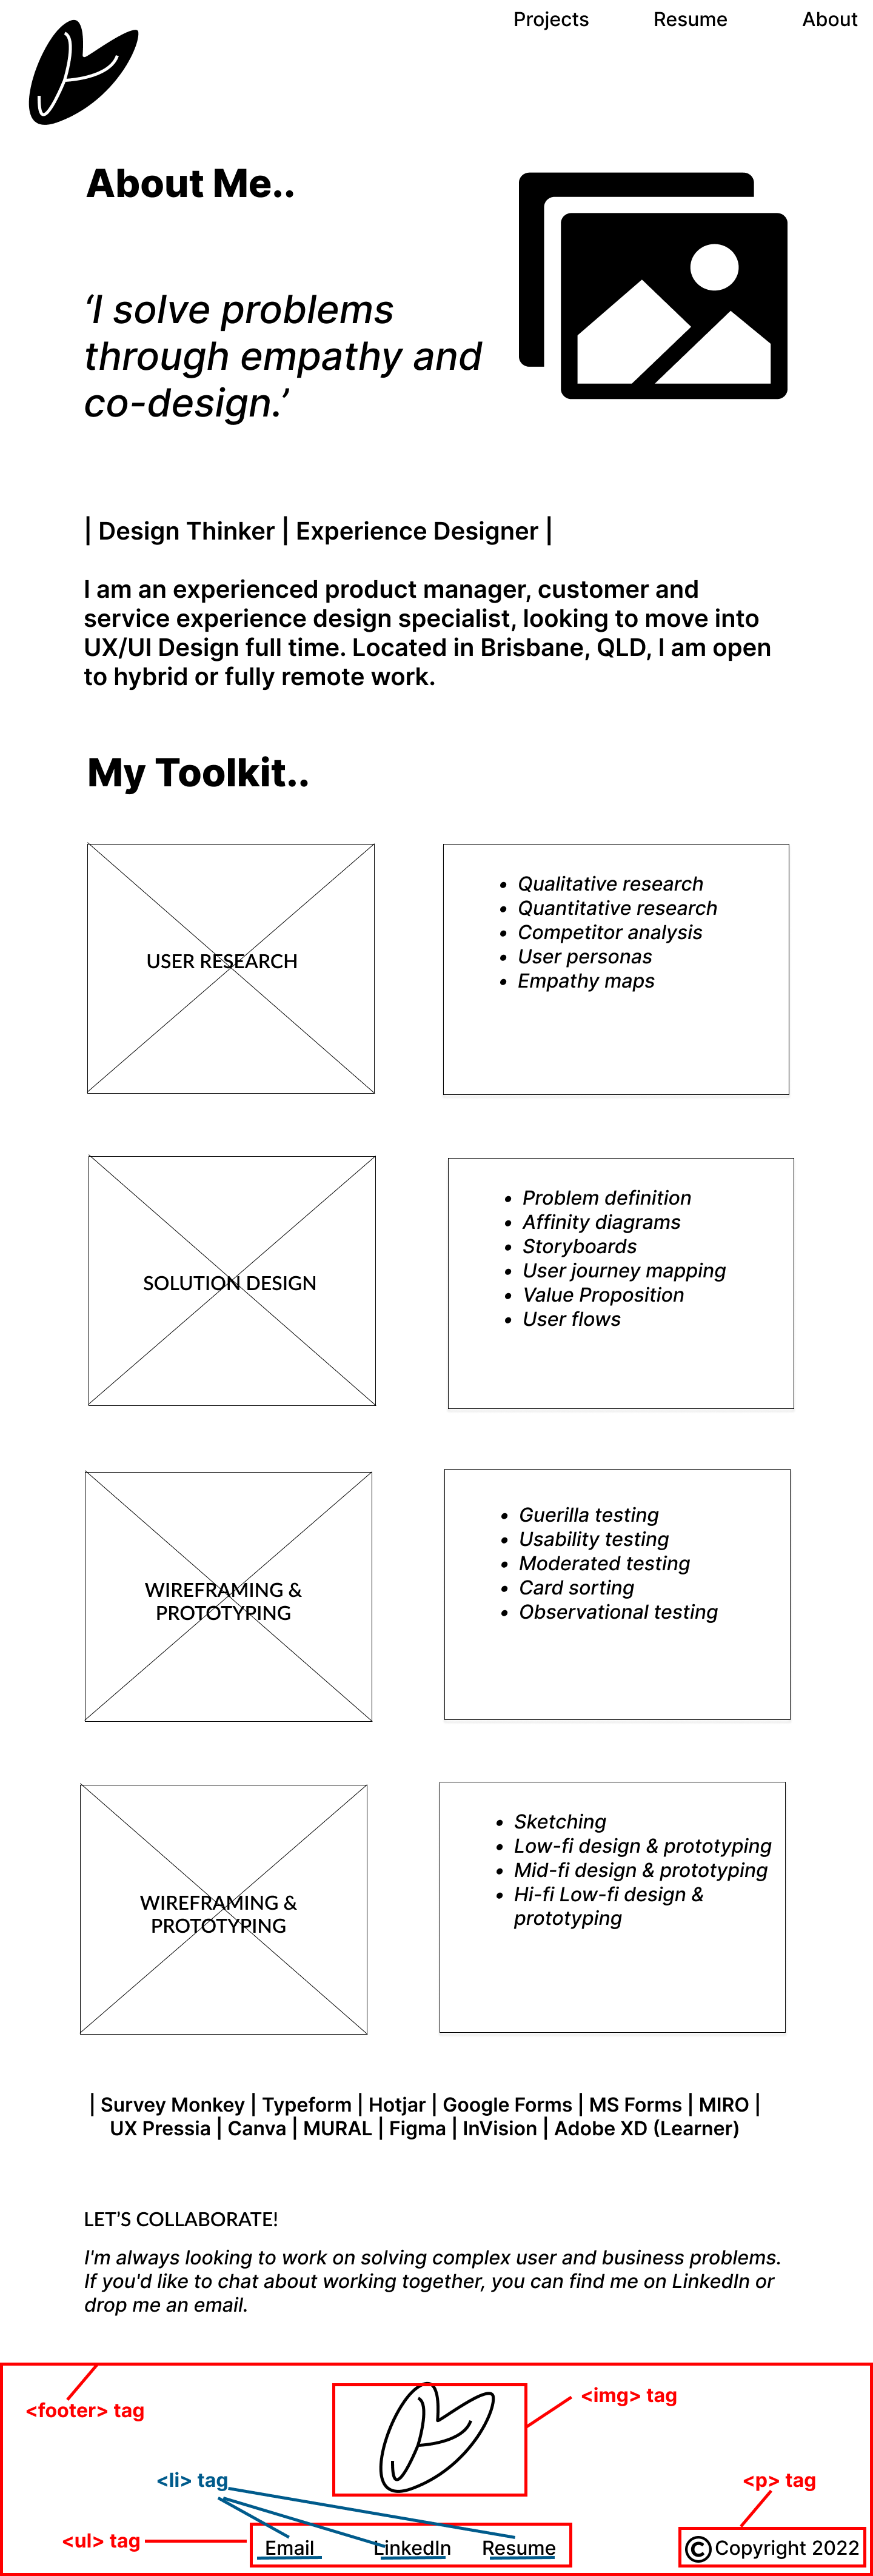 Projects Resume About
About Me..
‘I solve problems
through empathy and
co-design.’
| Design Thinker | Experience Designer |
I am an experienced product manager, customer and
service experience design specialist, looking to move into
UX/UI Design full time. Located in Brisbane, QLD, I am open
to hybrid or fully remote work.
My Toolkit..
USER RESEARCH
• Qualitative research
• Quantitative research
• Competitor analysis
• User personas
• Empathy maps
SOLUTION DESIGN
• Problem definition
• Affinity diagrams
• Storyboards
• User journey mapping
• Value Proposition
• User flows
WIREFRAMING &
PROTOTYPING
• Guerilla testing
• Usability testing
• Moderated testing
• Card sorting
• Observational testing
WIREFRAMING &
PROTOTYPING
• Sketching
• Low-fi design & prototyping
• Mid-fi design & prototyping
• Hi-fi Low-fi design &
prototyping
| Survey Monkey | Typeform | Hotjar | Google Forms | MS Forms | MIRO |
UX Pressia | Canva | MURAL | Figma | InVision | Adobe XD (Learner)
LET’S COLLABORATE!
I'm always looking to work on solving complex user and business problems.
If you'd like to chat about working together, you can find me on LinkedIn or
drop me an email.
<footer> tag
<img> tag
<li> tag
<p> tag
<ul> tag
Email LinkedIn Resume
© Copyright 2022